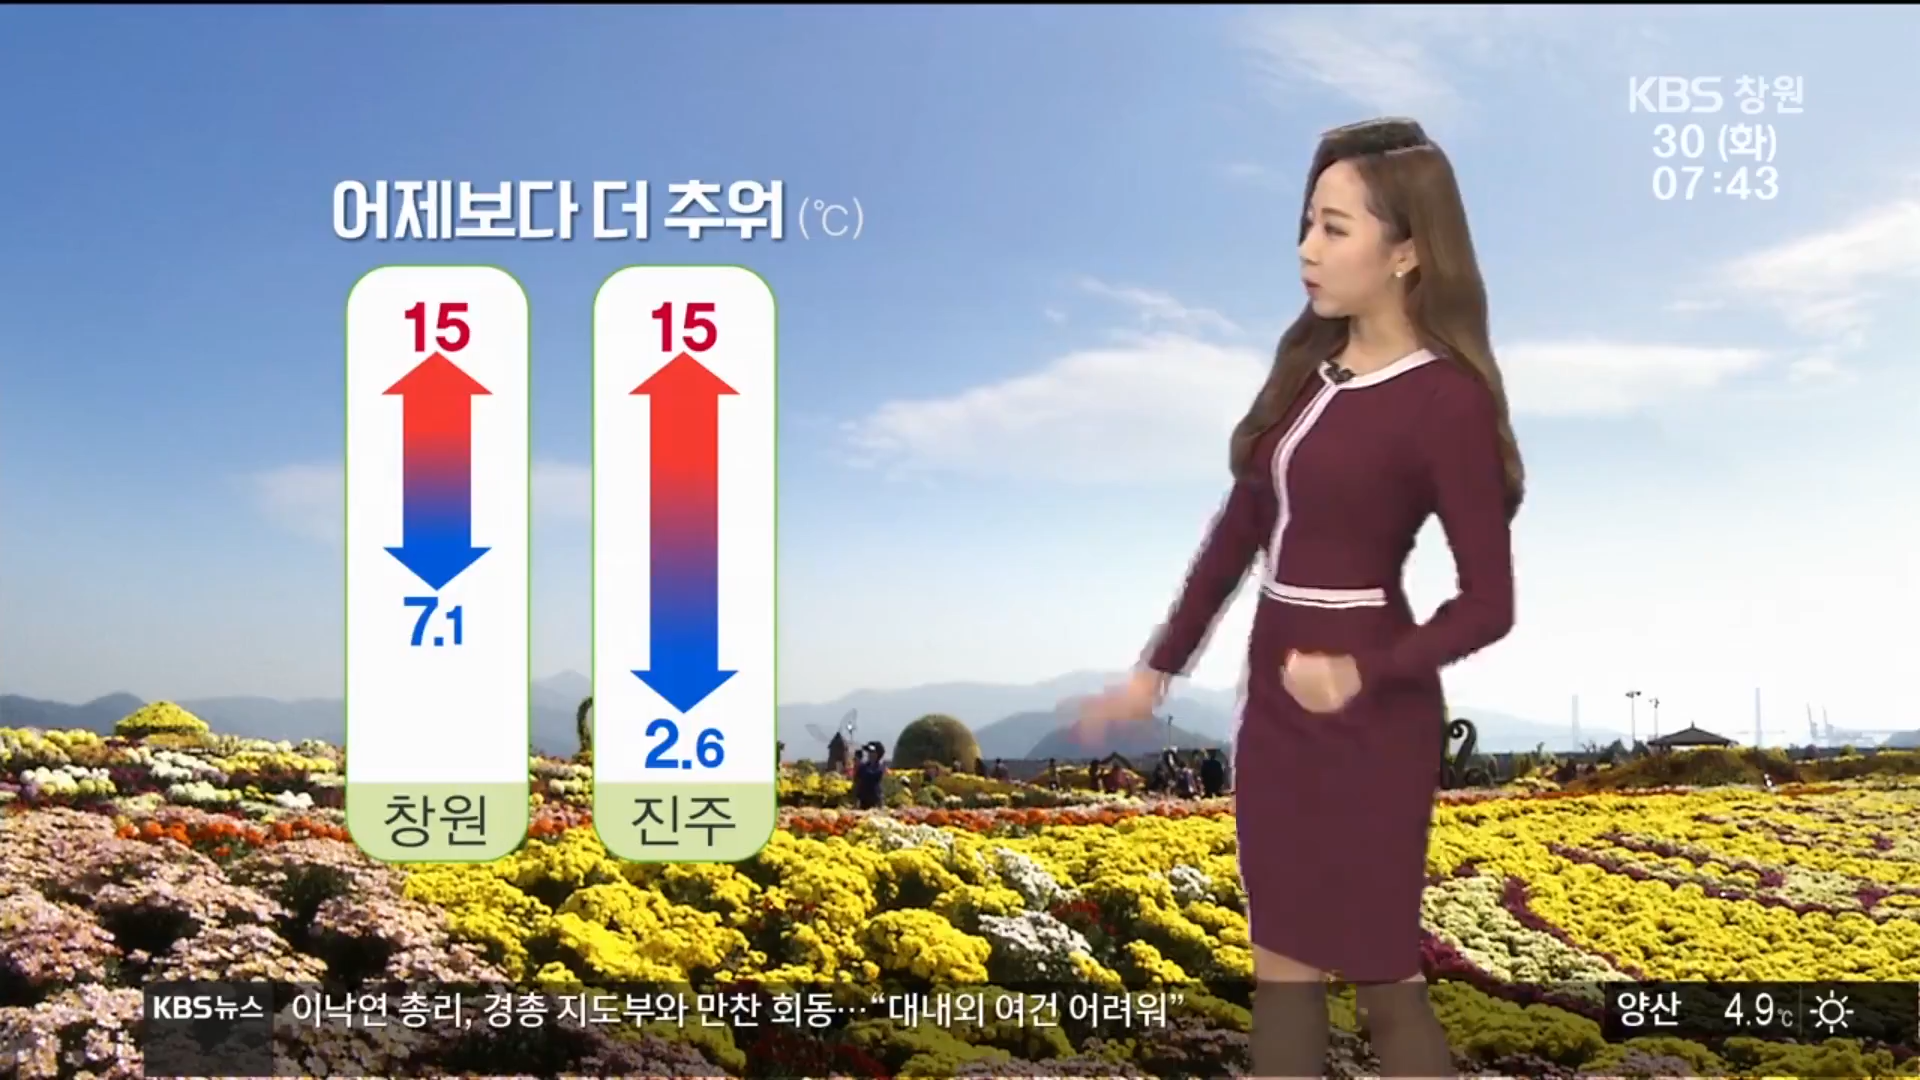 KBS 창원
30 (화)
07:43
어제보다 더 추워 (℃)
15
7.1
창원
15
2.6
진주
KBS뉴스 이낙연 총리, 경총 지도부와 만찬 회동…“대내외 여건 어려워”
양산 4.9℃